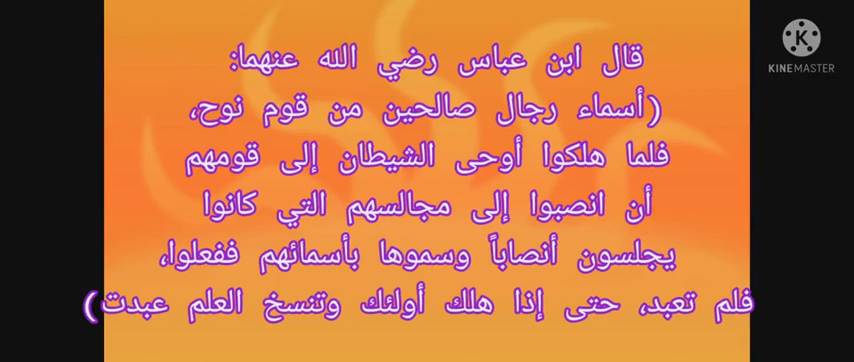 قال ابن عباس رضي الله عنهما:
(أسماء رجال صالحين من قوم نوح،
فلما هلكوا أوحى الشيطان إلى قومهم
أن انصبوا إلى مجالسهم التي كانوا
يجلسون أنصاباً وسموها بأسمائهم ففعلوا،
فلم تعبد، حتى إذا هلك أولئك وتنسخ العلم عبدت)
K
KINEMASTER